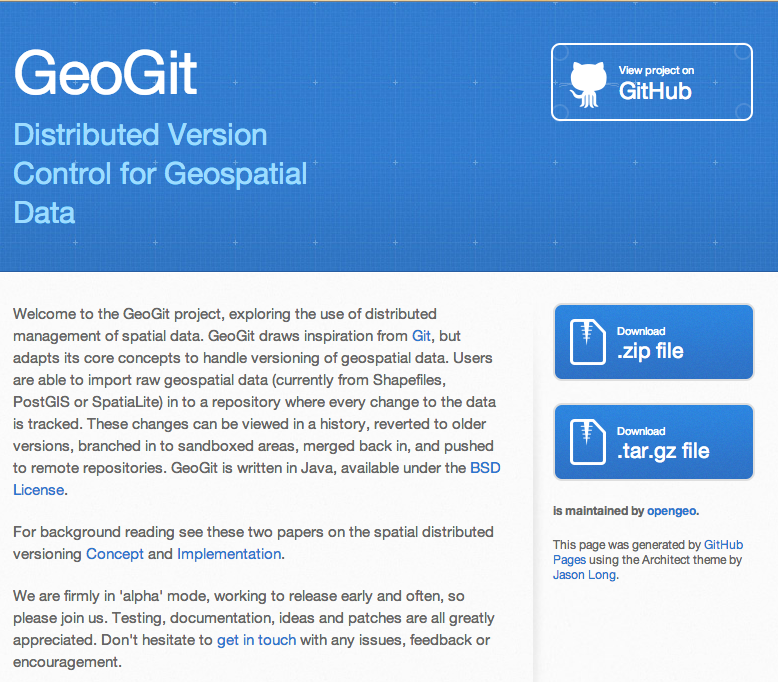 GeoGit
Distributed Version
Control for Geospatial
Data
View project on
GitHub
Welcome to the GeoGit project, exploring the use of distributed
management of spatial data. GeoGit draws inspiration from Git, but
adapts its core concepts to handle versioning of geospatial data. Users
are able to import raw geospatial data (currently from Shapefiles,
PostGIS or SpatiaLite) in to a repository where every change to the data
is tracked. These changes can be viewed in a history, reverted to older
versions, branched in to sandboxed areas, merged back in, and pushed
to remote repositories. GeoGit is written in Java, available under the BSD
License.
For background reading see these two papers on the spatial distributed
versioning Concept and Implementation.
We are firmly in 'alpha' mode, working to release early and often, so
please join us. Testing, documentation, ideas and patches are all greatly
appreciated. Don't hesitate to get in touch with any issues, feedback or
encouragement.
Download
.zip file
Download
.tar.gz file
is maintained by opengeo.
This page was generated by GitHub
Pages using the Architect theme by
Jason Long.